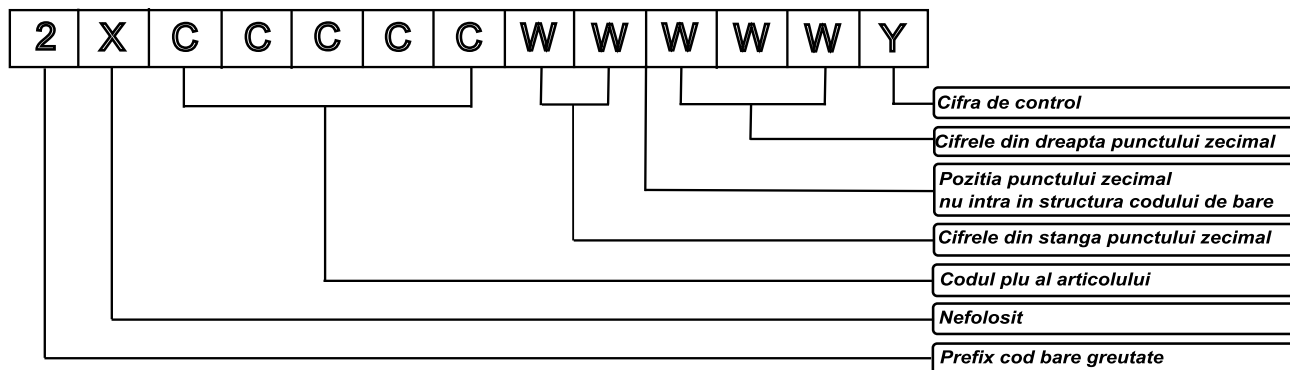 2 X C C C C C W W W W W Y
Cifra de control
Cifrele din dreapta punctului zecimal
Pozitia punctului zecimal
nu intra in structura codului de bare
Cifrele din stanga punctului zecimal
Codul plu al articolului
Nefolosit
Prefix cod bare greutate